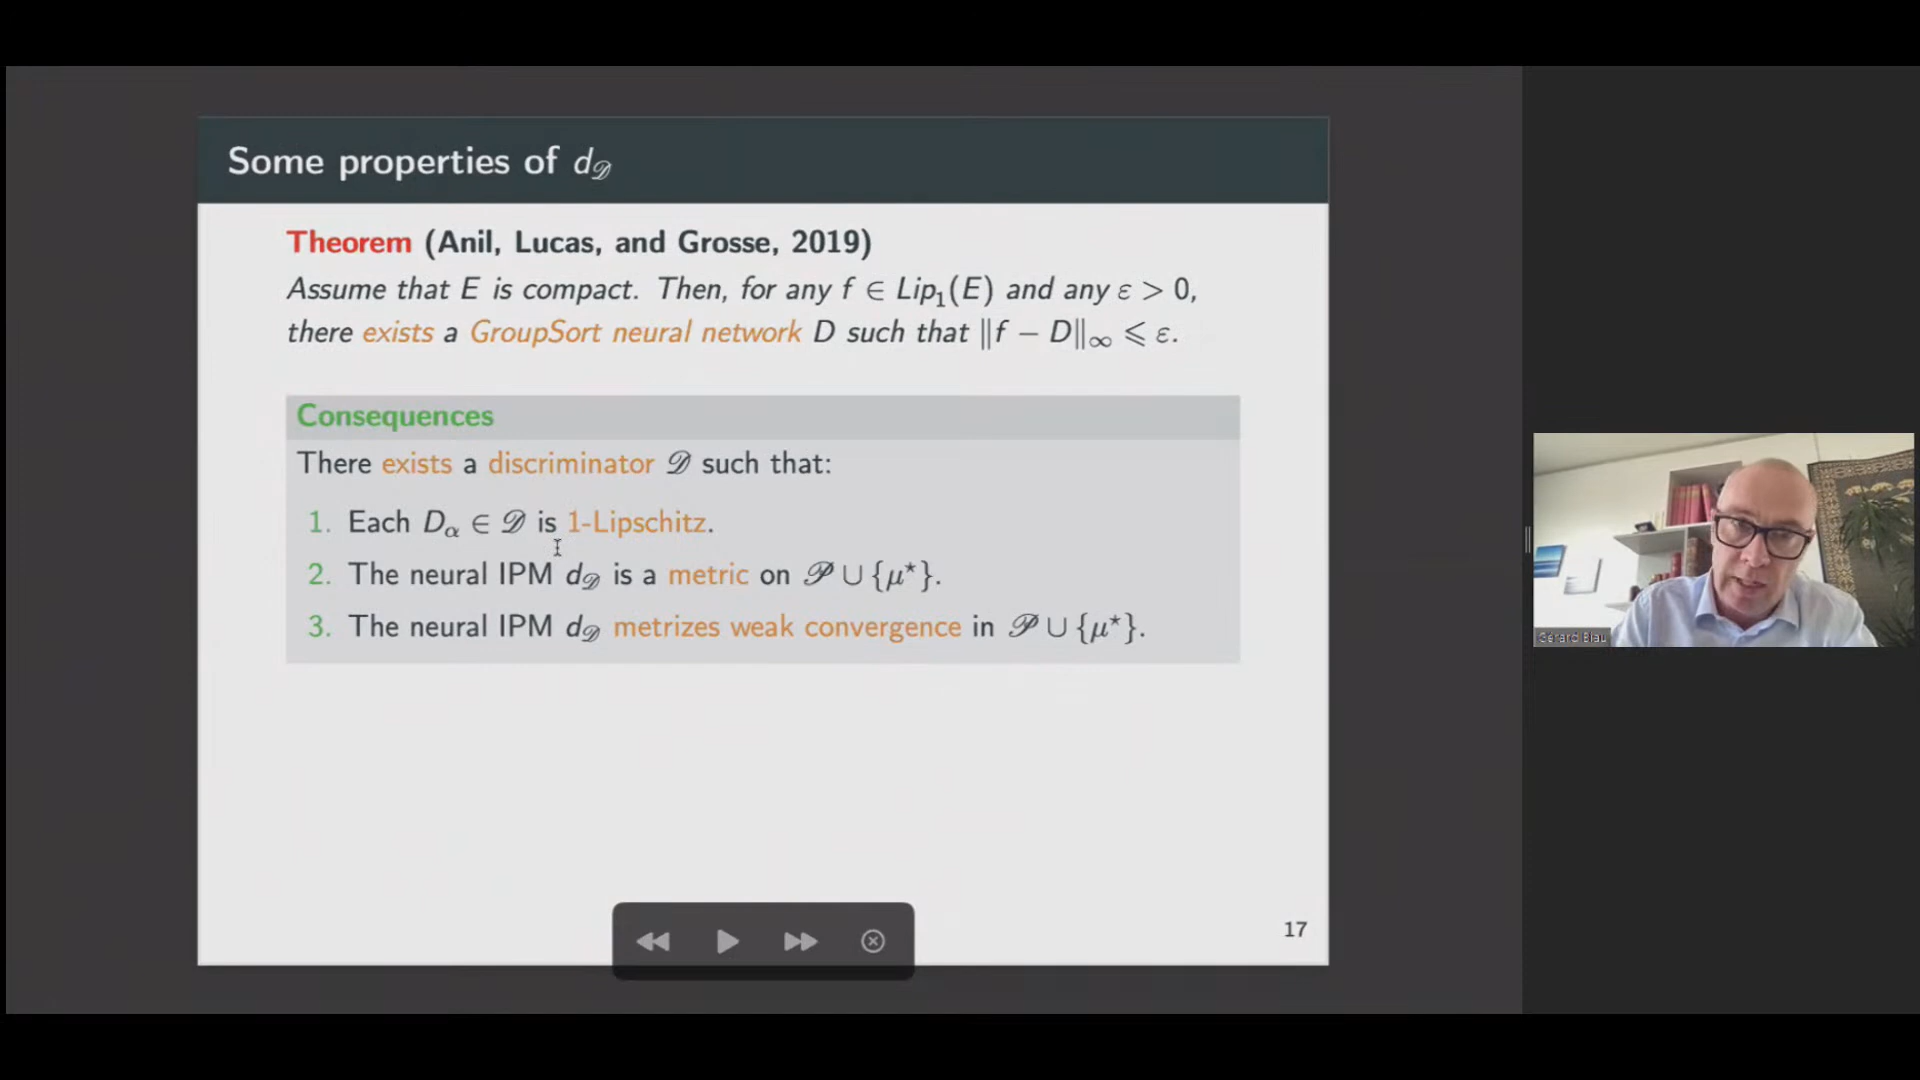 Some properties of d𝒟
Theorem (Anil, Lucas, and Grosse, 2019)
Assume that E is compact. Then, for any f ∈ Lip₁(E) and any ε > 0,
there exists a GroupSort neural network D such that ‖f − D‖∞ ⩽ ε.
Consequences
There exists a discriminator 𝒟 such that:
1. Each Dα ∈ 𝒟 is 1-Lipschitz.
2. The neural IPM d𝒟 is a metric on 𝒫 ∪ {μ*}.
3. The neural IPM d𝒟 metrizes weak convergence in 𝒫 ∪ {μ*}.
17
Gérard Biau